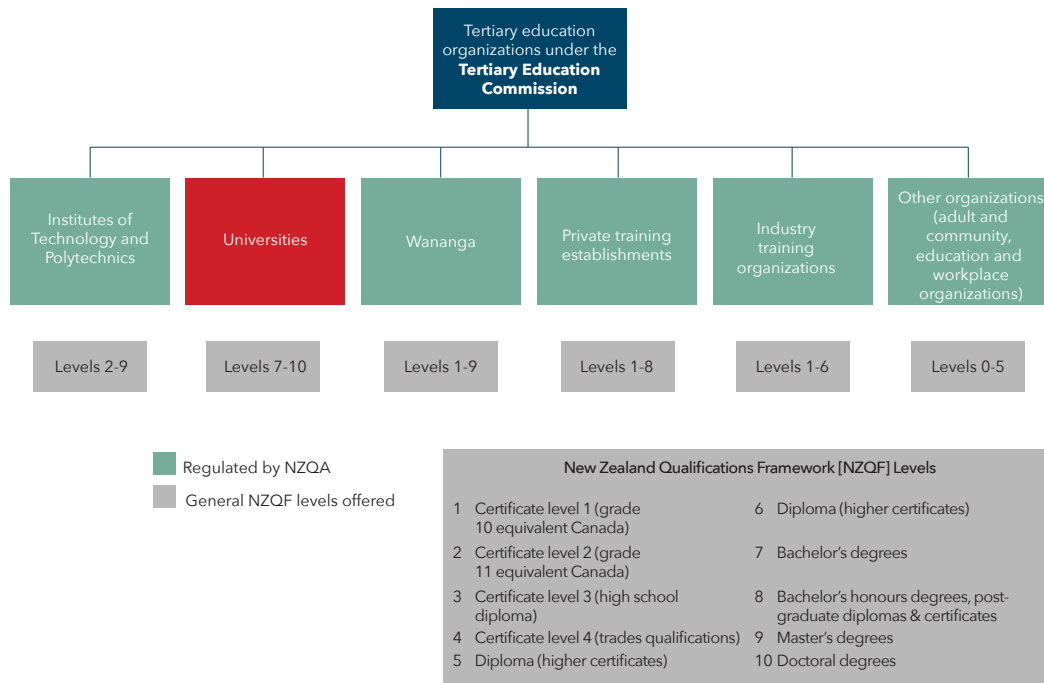 Tertiary education
organizations under the
Tertiary Education
Commission
Institutes of
Technology and
Polytechnics
Universities
Wananga
Private training
establishments
Industry
training
organizations
Other organizations
(adult and
community,
education and
workplace
organizations)
Levels 2-9
Levels 7-10
Levels 1-9
Levels 1-8
Levels 1-6
Levels 0-5
Regulated by NZQA
General NZQF levels offered
New Zealand Qualifications Framework [NZQF] Levels
1 Certificate level 1 (grade
10 equivalent Canada)
2 Certificate level 2 (grade
11 equivalent Canada)
3 Certificate level 3 (high school
diploma)
4 Certificate level 4 (trades qualifications)
5 Diploma (higher certificates)
6 Diploma (higher certificates)
7 Bachelor's degrees
8 Bachelor's honours degrees, post-
graduate diplomas & certificates
9 Master's degrees
10 Doctoral degrees